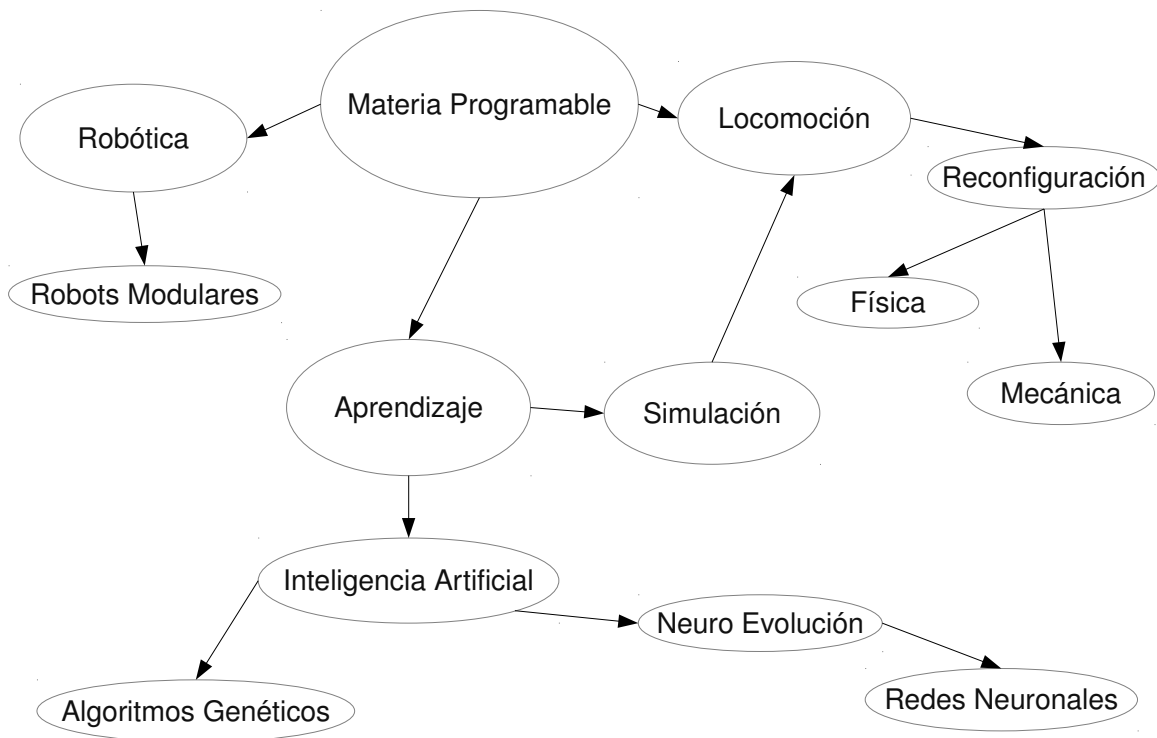 Materia Programable
Locomoción
Robótica
Reconfiguración
Robots Modulares
Física
Mecánica
Aprendizaje
Simulación
Inteligencia Artificial
Neuro Evolución
Redes Neuronales
Algoritmos Genéticos